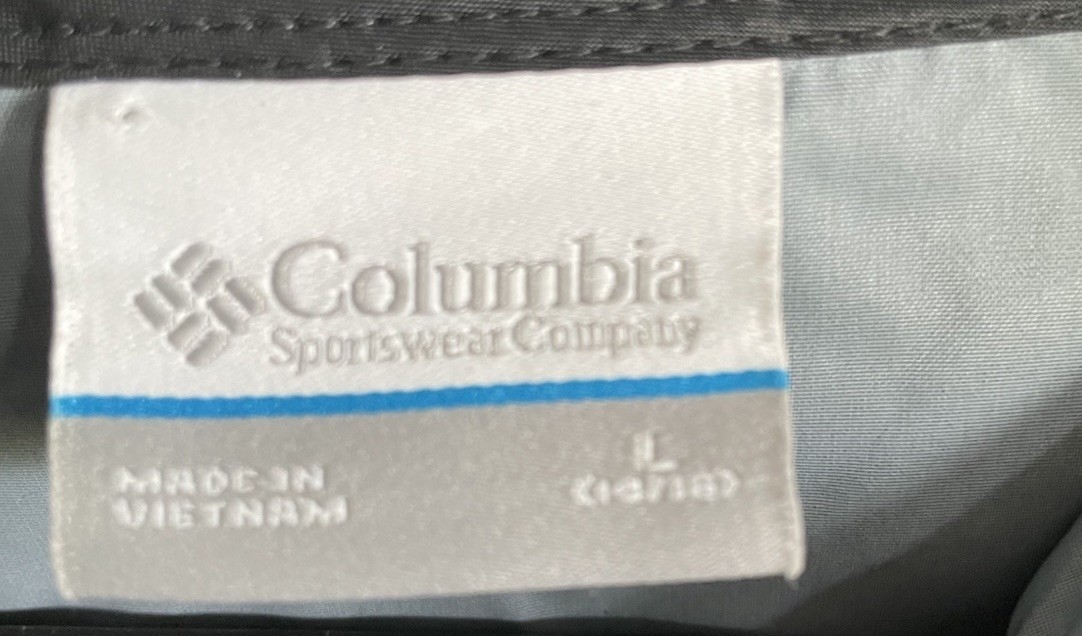 Columbia
Sportswear Company
MADE IN
VIETNAM
L
(14/16)